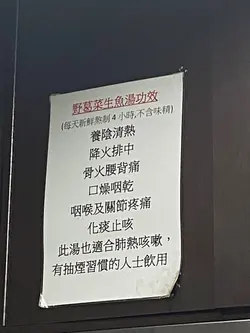 野葛菜生魚湯功效
(每天新鮮熬制4小時,不含味精)
養陰清熱
降火排中
骨火腰背痛
口燥咽乾
咽喉及關節疼痛
化痰止咳
此湯也適合肺熱咳嗽，
有抽煙習慣的人士飲用